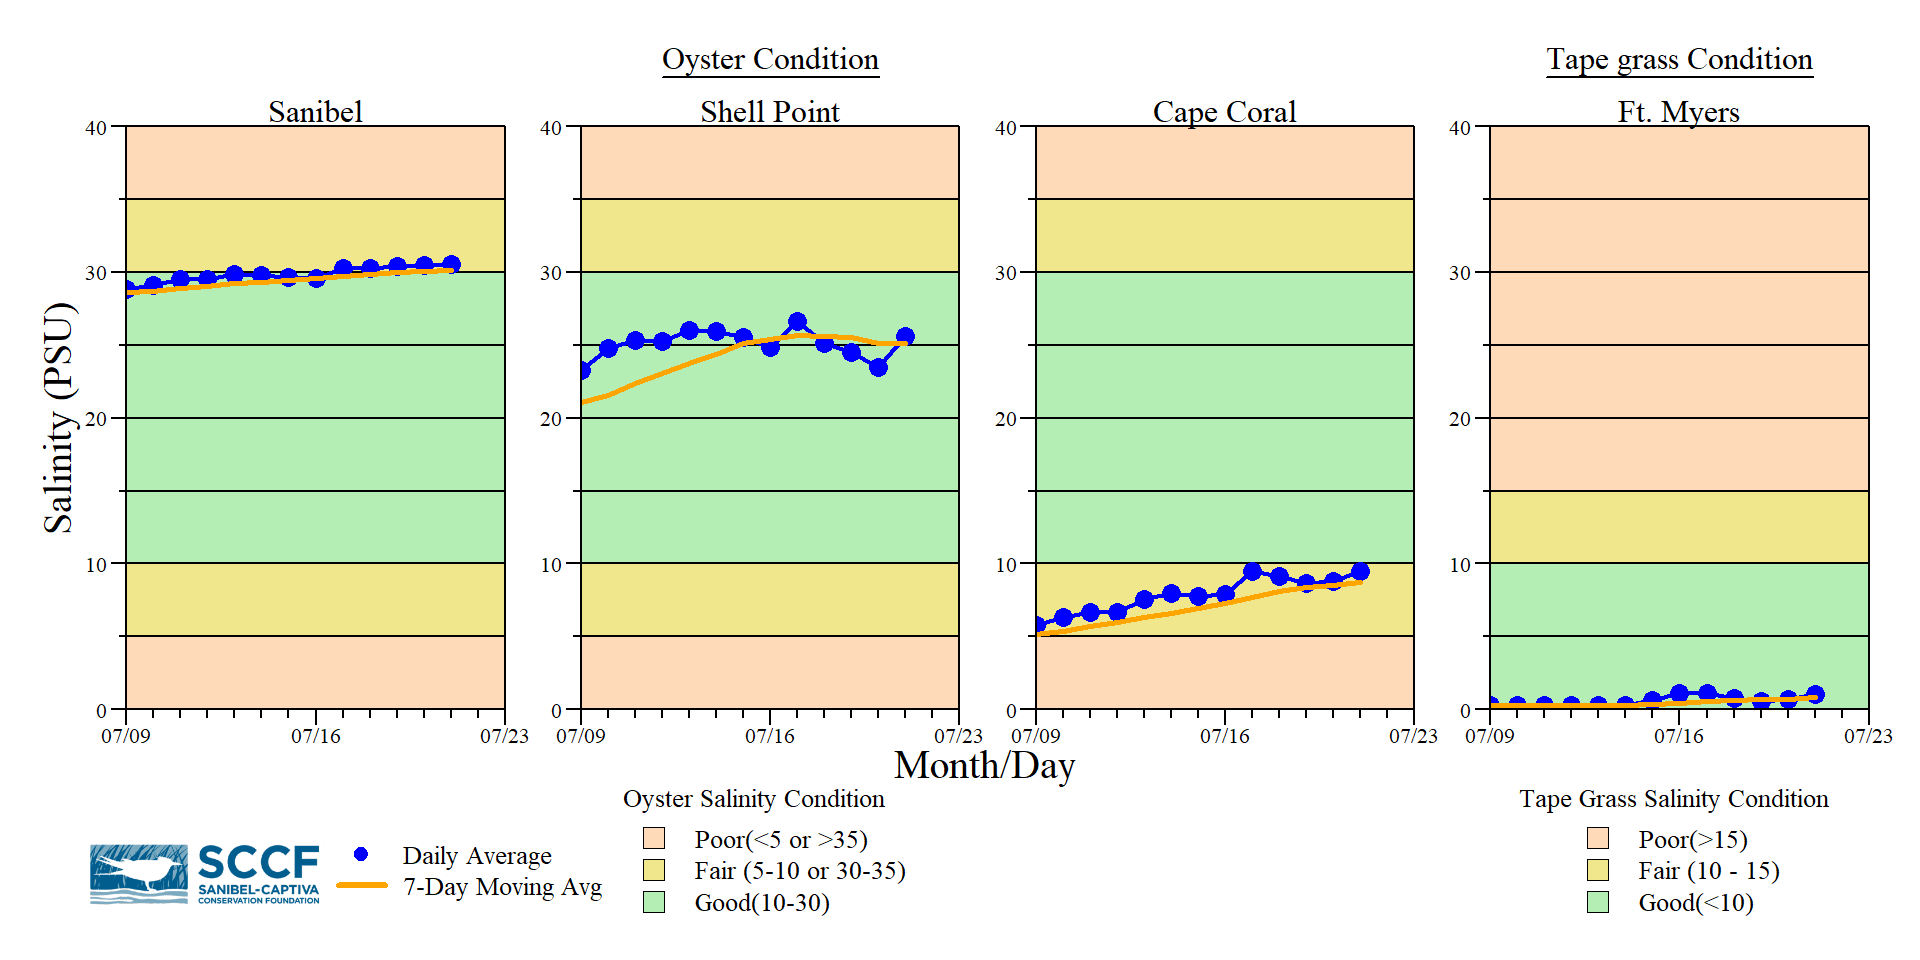 Oyster Condition
Tape grass Condition
Sanibel
Shell Point
Cape Coral
Ft. Myers
40
30
20
10
0
40
30
20
10
0
40
30
20
10
0
40
30
20
10
0
Salinity (PSU)
07/09 07/16 07/23
07/09 07/16 07/23
07/09 07/16 07/23
07/09 07/16 07/23
Month/Day
SCCF
SANIBEL-CAPTIVA
CONSERVATION FOUNDATION
Daily Average
7-Day Moving Avg
Oyster Salinity Condition
Poor(<5 or >35)
Fair (5-10 or 30-35)
Good(10-30)
Tape Grass Salinity Condition
Poor(>15)
Fair (10 - 15)
Good(<10)